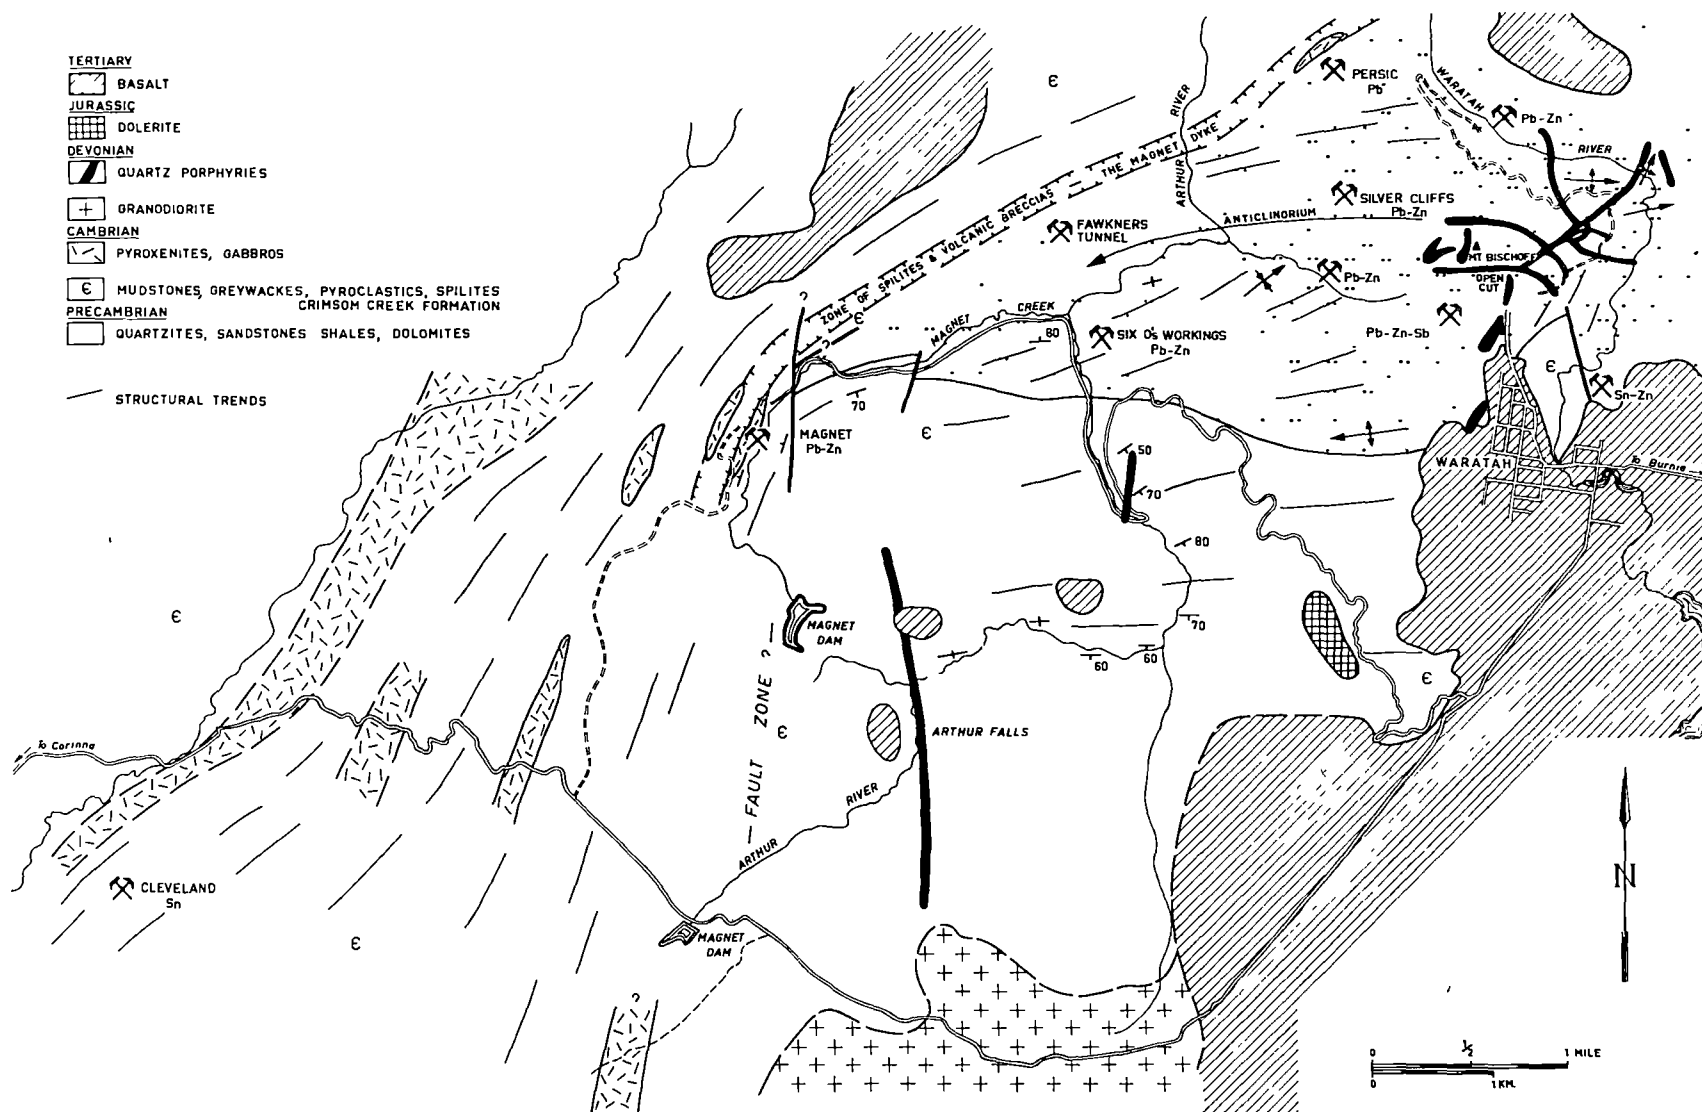 TERTIARY
BASALT
JURASSIC
DOLERITE
DEVONIAN
QUARTZ PORPHYRIES
+ GRANODIORITE
CAMBRIAN
PYROXENITES, GABBROS
Є MUDSTONES, GREYWACKES, PYROCLASTICS, SPILITES
CRIMSOM CREEK FORMATION
PRECAMBRIAN
QUARTZITES, SANDSTONES SHALES, DOLOMITES
STRUCTURAL TRENDS
Є
ARTHUR RIVER
PERSIC
Pb
WARATAH RIVER
Pb-Zn
ZONE OF SPILITES & VOLCANIC BRECCIAS - THE MAGNET DYKE
FAWKNERS
TUNNEL
SILVER CLIFFS
Pb-Zn
ANTICLINORIUM
MT BISCHOFF
OPEN
CUT
Pb-Zn
Pb-Zn-Sb
?
?
Є
MAGNET CREEK
80
SIX O's WORKINGS
Pb-Zn
Є
Sn-Zn
70
Є
MAGNET
Pb-Zn
50
70
WARATAH
To Burnie
80
Є
MAGNET
DAM
70
60
60
Є
FAULT ZONE ?
Є
ARTHUR FALLS
To Corinna
ARTHUR RIVER
CLEVELAND
Sn
Є
MAGNET
DAM
?
N
0 ½ 1 MILE
0 1 KM.